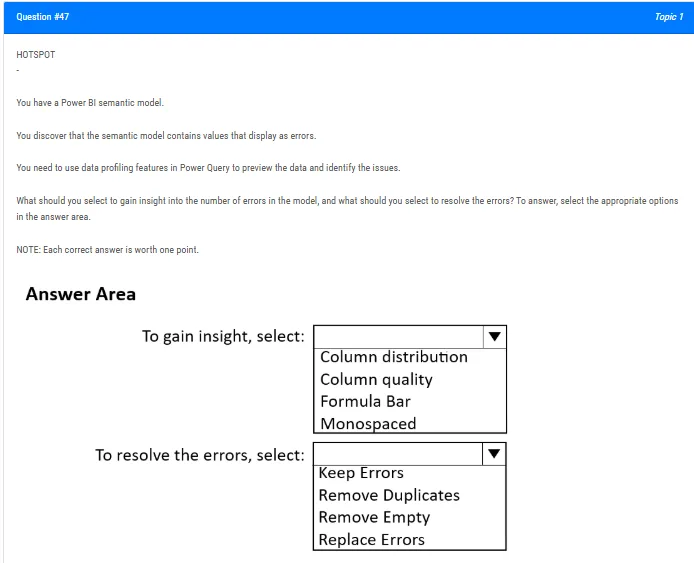 Question #47
Topic 1
HOTSPOT
-
You have a Power BI semantic model.
You discover that the semantic model contains values that display as errors.
You need to use data profiling features in Power Query to preview the data and identify the issues.
What should you select to gain insight into the number of errors in the model, and what should you select to resolve the errors? To answer, select the appropriate options
in the answer area.
NOTE: Each correct answer is worth one point.
Answer Area
To gain insight, select:
Column distribution
Column quality
Formula Bar
Monospaced
To resolve the errors, select:
Keep Errors
Remove Duplicates
Remove Empty
Replace Errors